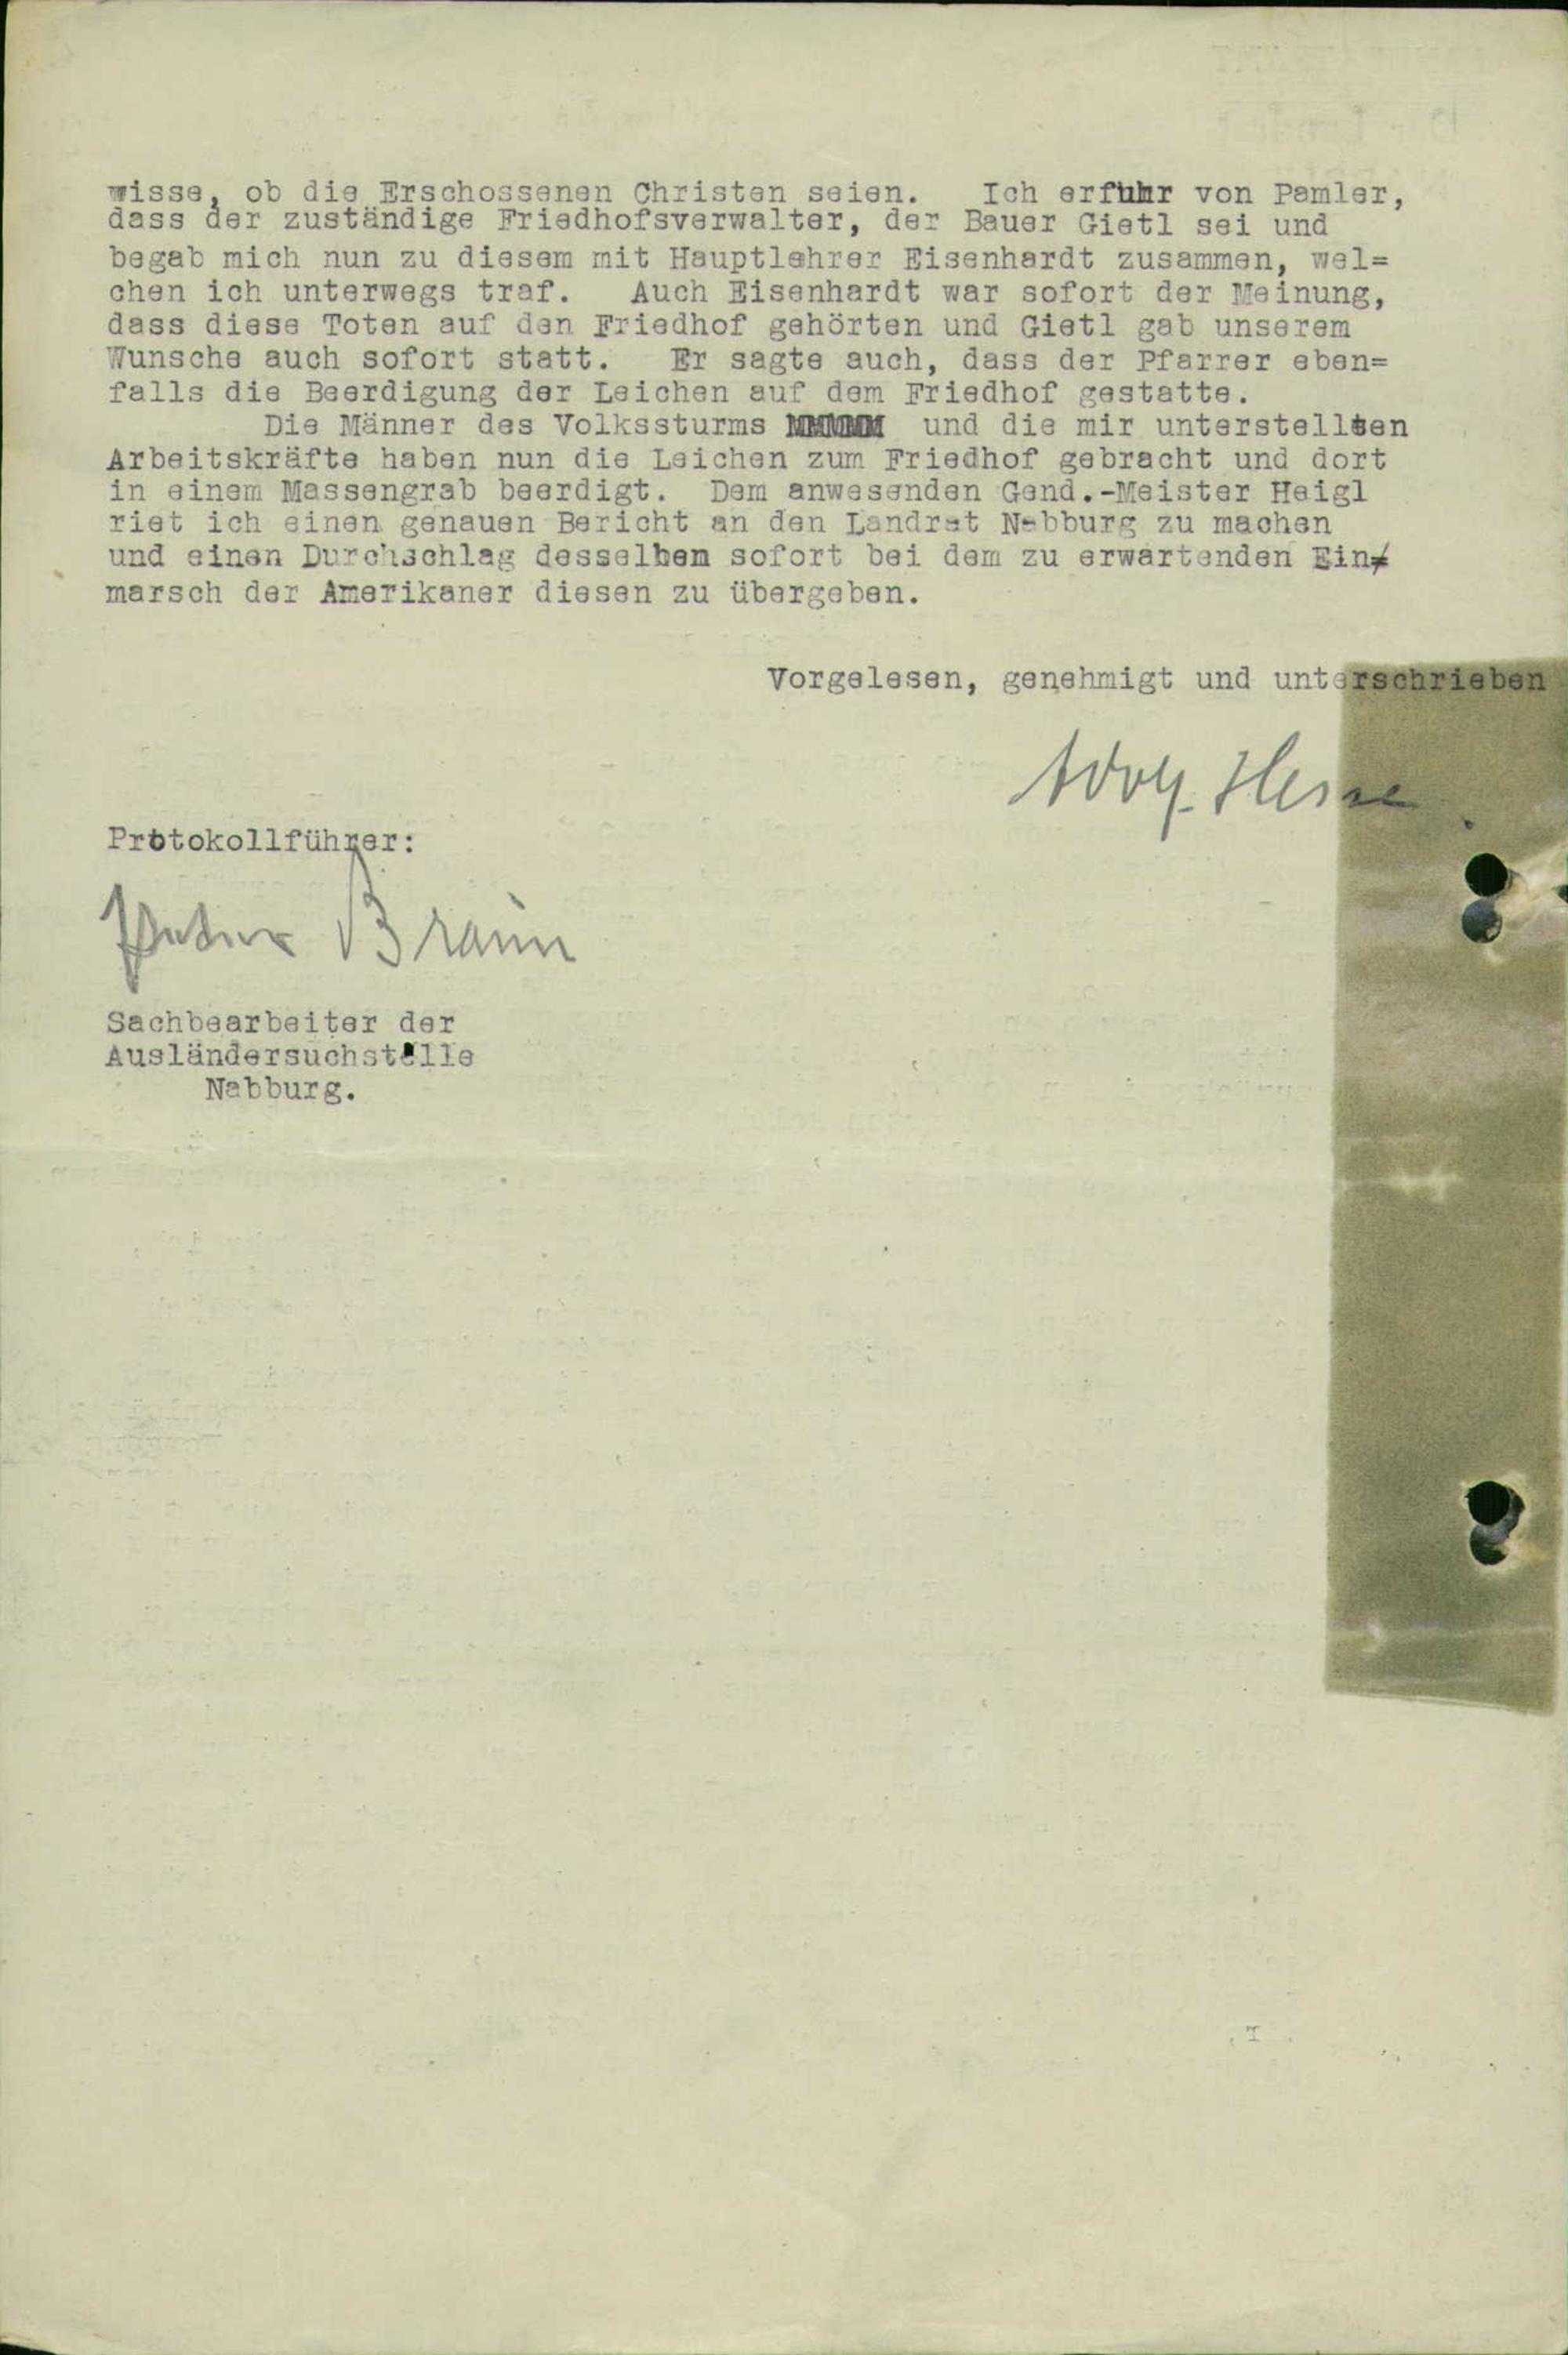 wisse, ob die Erschossenen Christen seien. Ich erfuhr von Pamler,
dass der zuständige Friedhofsverwalter, der Bauer Gietl sei und
begab mich nun zu diesem mit Hauptlehrer Eisenhardt zusammen, wel=
chen ich unterwegs traf. Auch Eisenhardt war sofort der Meinung,
dass diese Toten auf den Friedhof gehörten und Gietl gab unserem
Wunsche auch sofort statt. Er sagte auch, dass der Pfarrer eben=
falls die Beerdigung der Leichen auf dem Friedhof gestatte.
Die Männer des Volkssturms und die mir unterstellten
Arbeitskräfte haben nun die Leichen zum Friedhof gebracht und dort
in einem Massengrab beerdigt. Dem anwesenden Gend.-Meister Heigl
riet ich einen genauen Bericht an den Landrat Nabburg zu machen
und einen Durchschlag desselben sofort bei dem zu erwartenden Ein=
marsch der Amerikaner diesen zu übergeben.
Vorgelesen, genehmigt und unterschrieben
Adolf Hesse
Protokollführer:
Braun
Sachbearbeiter der
Ausländersuchstelle
Nabburg.